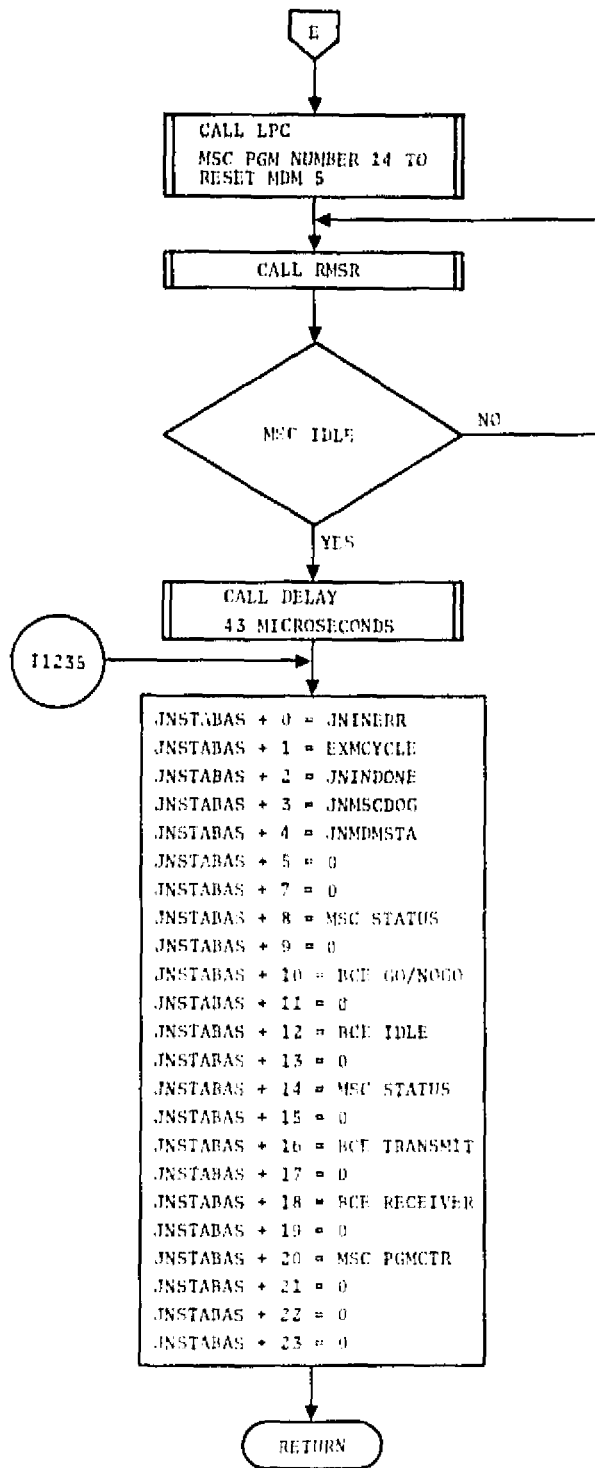 E
CALL LPC
MSC PGM NUMBER 14 TO
RESET MDM 5
CALL RMSR
MSC IDLE
NO
YES
CALL DELAY
43 MICROSECONDS
I1235
JNSTABAS + 0 = JNINERR
JNSTABAS + 1 = EXMCYCLE
JNSTABAS + 2 = JNINDONE
JNSTABAS + 3 = JNMSCDOG
JNSTABAS + 4 = JNMDMSTA
JNSTABAS + 5 = 0
JNSTABAS + 7 = 0
JNSTABAS + 8 = MSC STATUS
JNSTABAS + 9 = 0
JNSTABAS + 10 = BCE GO/NOGO
JNSTABAS + 11 = 0
JNSTABAS + 12 = BCE IDLE
JNSTABAS + 13 = 0
JNSTABAS + 14 = MSC STATUS
JNSTABAS + 15 = 0
JNSTABAS + 16 = BCE TRANSMIT
JNSTABAS + 17 = 0
JNSTABAS + 18 = BCE RECEIVER
JNSTABAS + 19 = 0
JNSTABAS + 20 = MSC PGMCTR
JNSTABAS + 21 = 0
JNSTABAS + 22 = 0
JNSTABAS + 23 = 0
RETURN